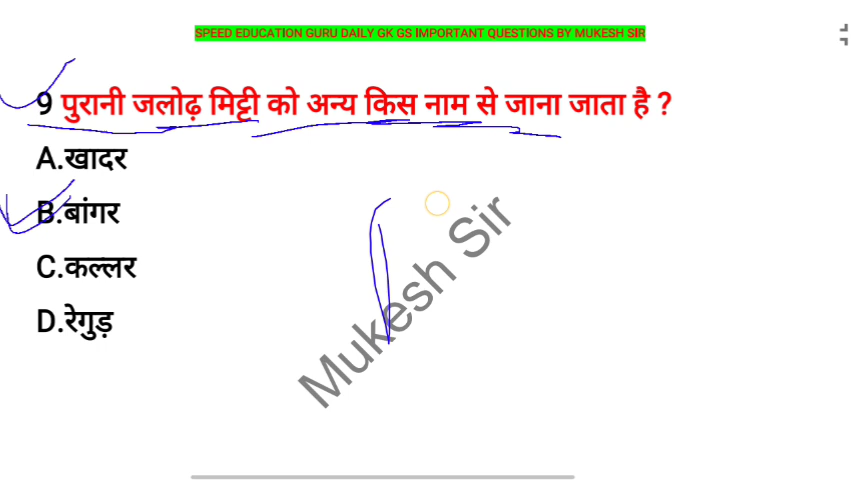 SPEED EDUCATION GURU DAILY GK GS IMPORTANT QUESTIONS BY MUKESH SIR
9 पुरानी जलोढ़ मिट्टी को अन्य किस नाम से जाना जाता है ?
A.खादर
B.बांगर
C.कल्लर
D.रेगुड़
Mukesh Sir